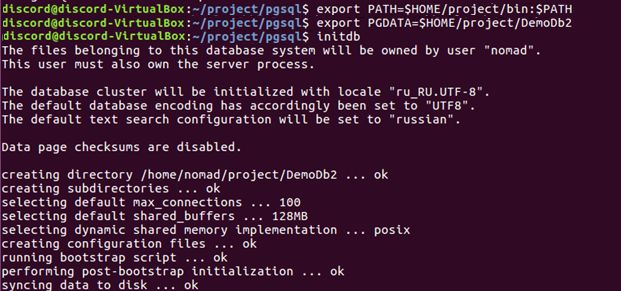 discord@discord-VirtualBox:~/project/pgsql$ export PATH=$HOME/project/bin:$PATH
discord@discord-VirtualBox:~/project/pgsql$ export PGDATA=$HOME/project/DemoDb2
discord@discord-VirtualBox:~/project/pgsql$ initdb
The files belonging to this database system will be owned by user "nomad".
This user must also own the server process.

The database cluster will be initialized with locale "ru_RU.UTF-8".
The default database encoding has accordingly been set to "UTF8".
The default text search configuration will be set to "russian".

Data page checksums are disabled.

creating directory /home/nomad/project/DemoDb2 ... ok
creating subdirectories ... ok
selecting default max_connections ... 100
selecting default shared_buffers ... 128MB
selecting dynamic shared memory implementation ... posix
creating configuration files ... ok
running bootstrap script ... ok
performing post-bootstrap initialization ... ok
syncing data to disk ... ok